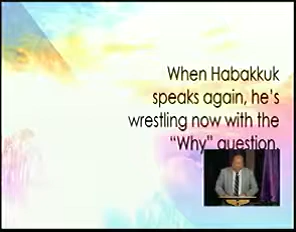 When Habakkuk
speaks again, he's
wrestling now with the
“Why” question.